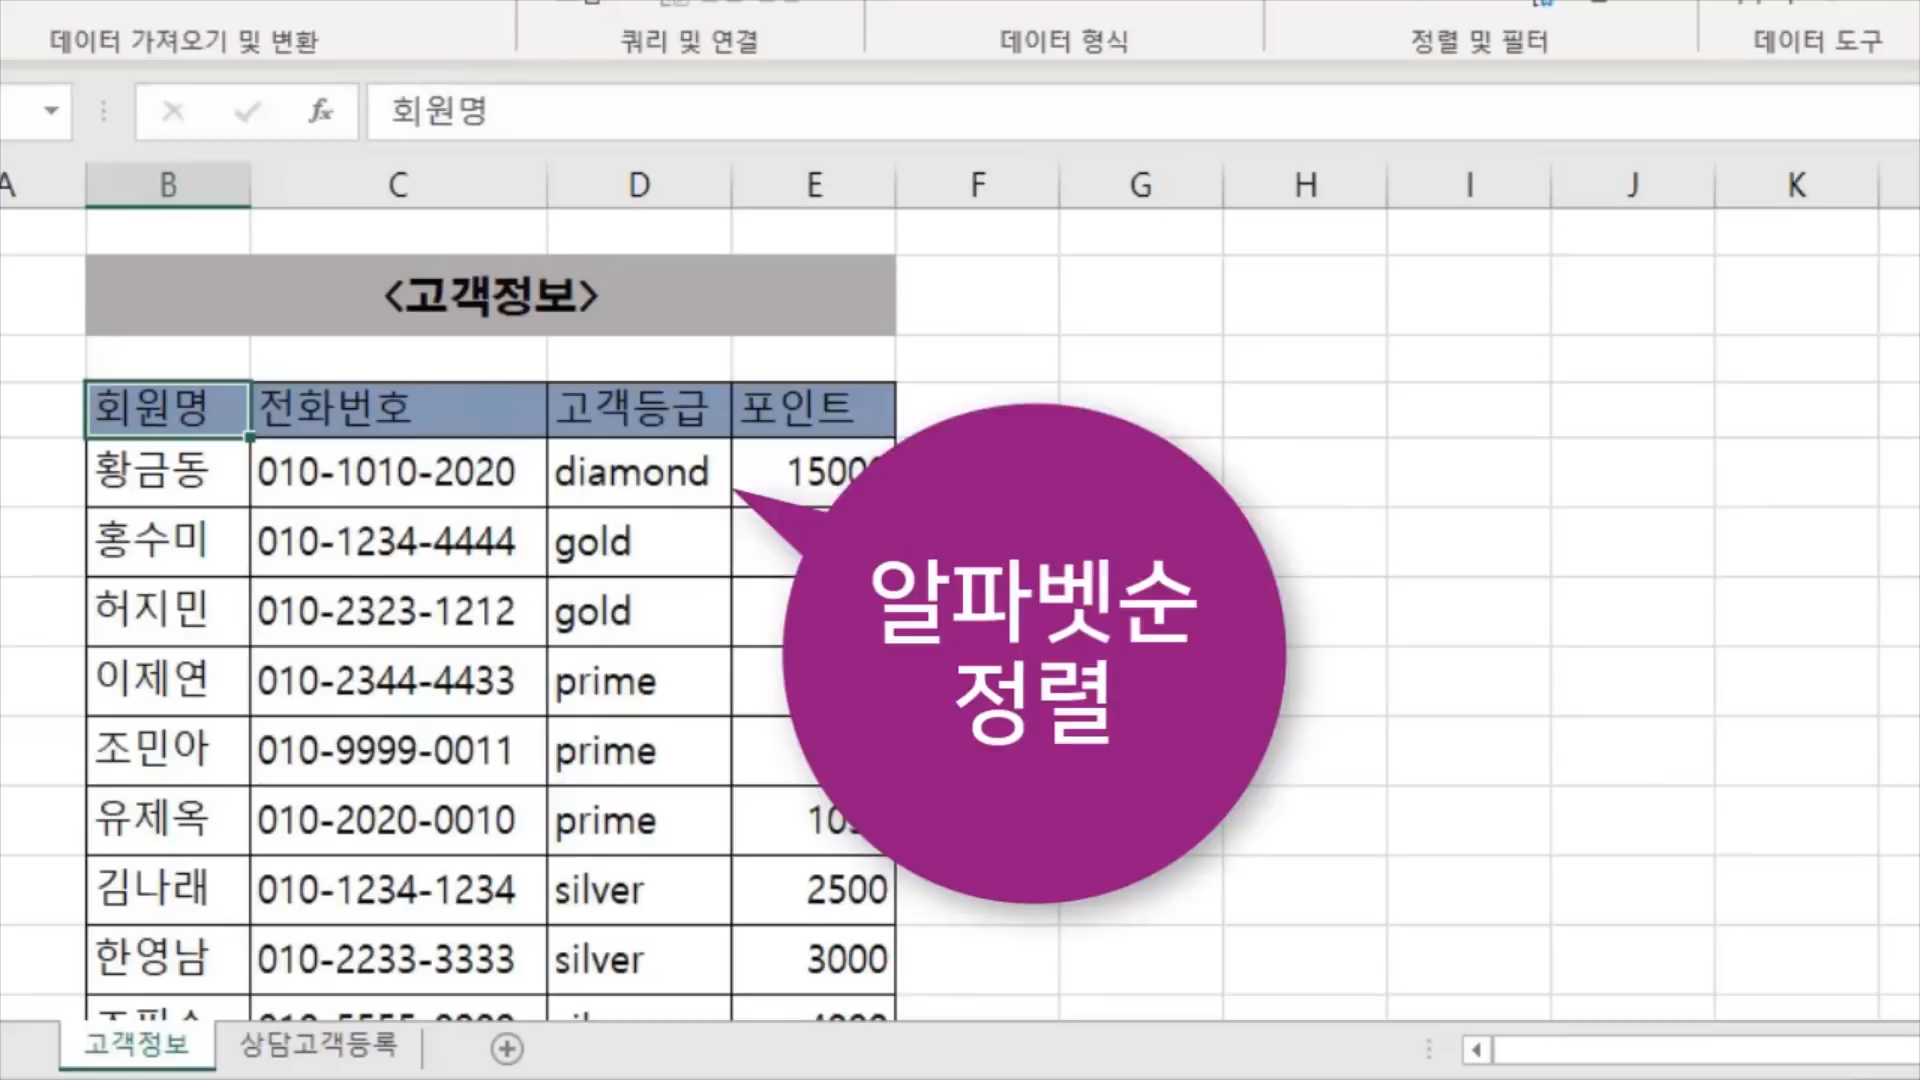 데이터 가져오기 및 변환 쿼리 및 연결 데이터 형식 정렬 및 필터 데이터 도구
fx 회원명
A B C D E F G H I J K
<고객정보>
회원명 전화번호 고객등급 포인트
황금동 010-1010-2020 diamond 1500
홍수미 010-1234-4444 gold
허지민 010-2323-1212 gold
이제연 010-2344-4433 prime
조민아 010-9999-0011 prime
유제옥 010-2020-0010 prime 10
김나래 010-1234-1234 silver 2500
한영남 010-2233-3333 silver 3000
알파벳순
정렬
고객정보 상담고객등록